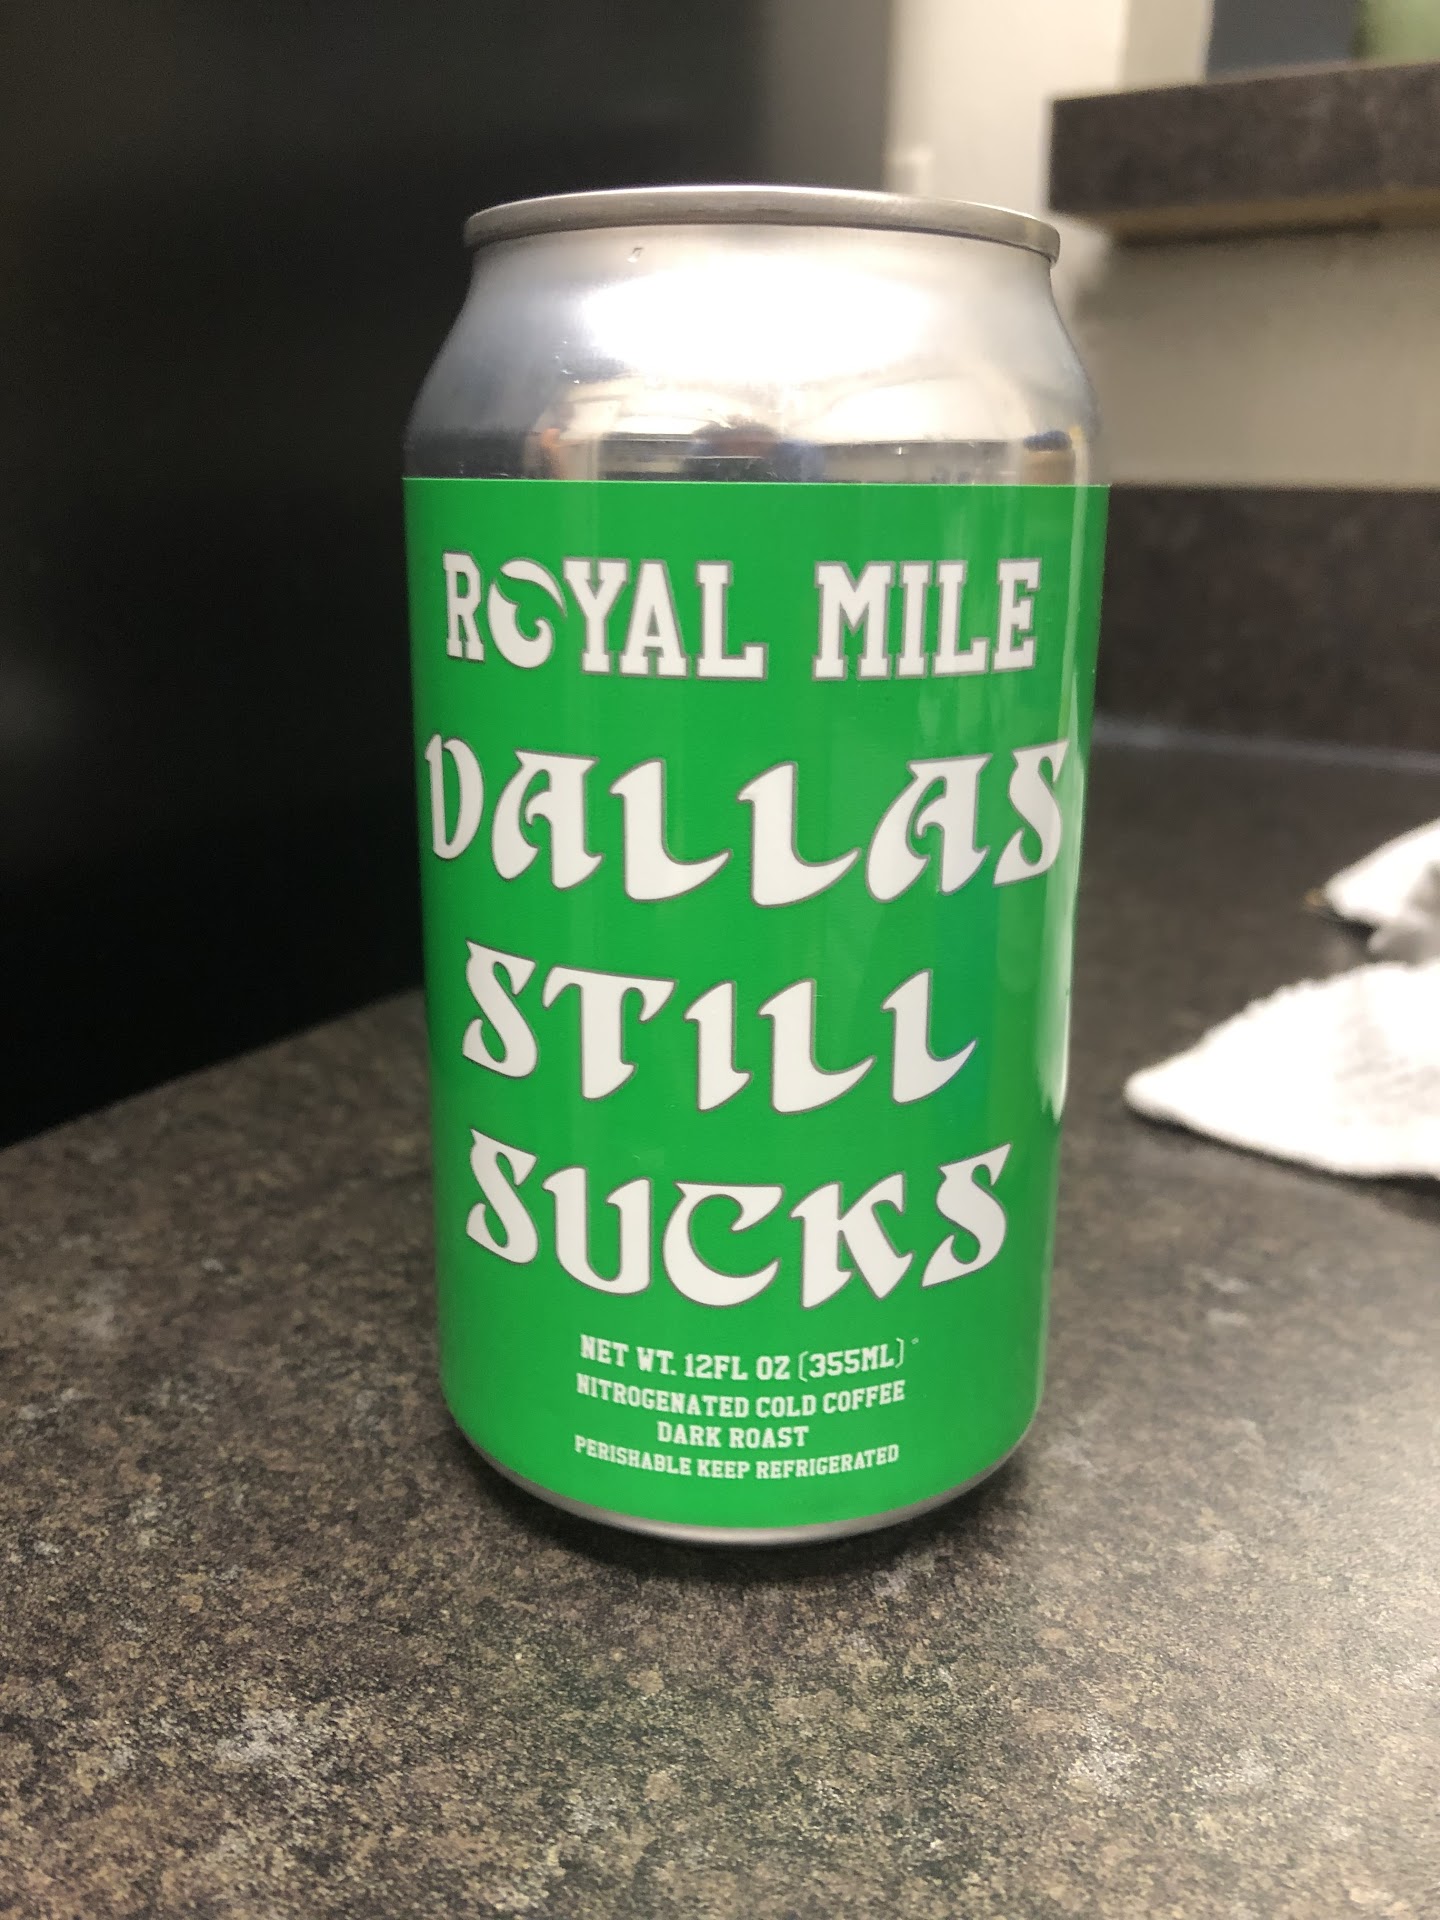 ROYAL MILE
DALLAS
STILL
SUCKS
NET WT. 12FL OZ (355ML)
NITROGENATED COLD COFFEE
DARK ROAST
PERISHABLE KEEP REFRIGERATED